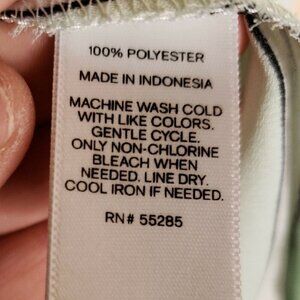 100% POLYESTER
MADE IN INDONESIA
MACHINE WASH COLD
WITH LIKE COLORS.
GENTLE CYCLE.
ONLY NON-CHLORINE
BLEACH WHEN
NEEDED. LINE DRY.
COOL IRON IF NEEDED.
RN# 55285